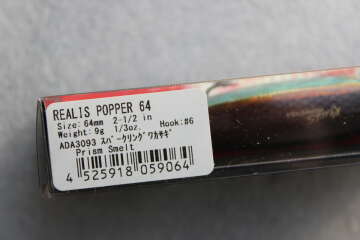 REALIS POPPER 64
Size:64mm 2-1/2 in
Weight:9g 1/3oz. Hook:#6
ADA3093 ｽﾊﾟｰｸﾘﾝｸﾞﾜｶｻｷﾞ
Prism Smelt
4 525918 059064